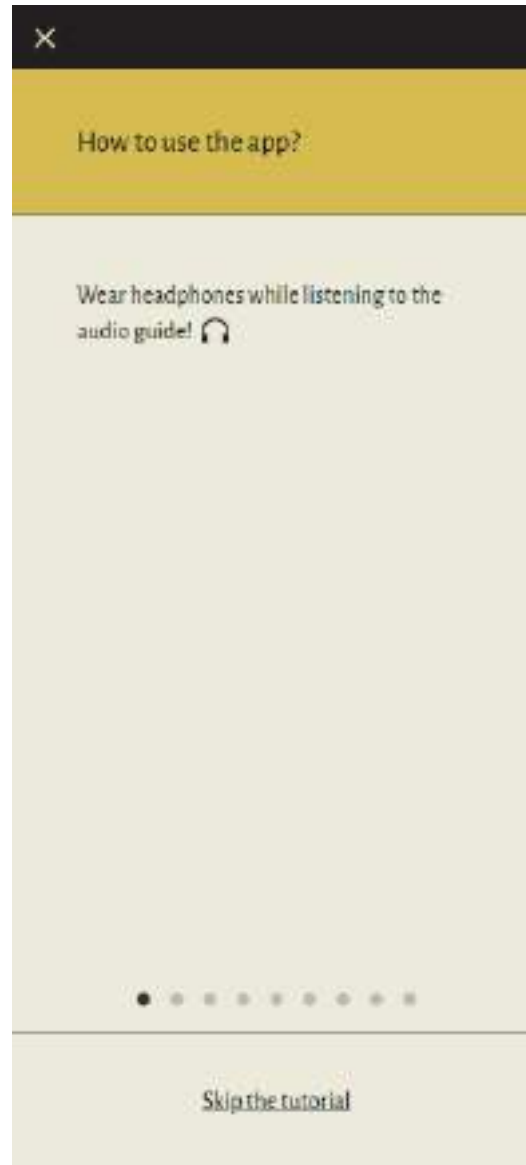 How to use the app?
Wear headphones while listening to the
audio guide!
Skip the tutorial